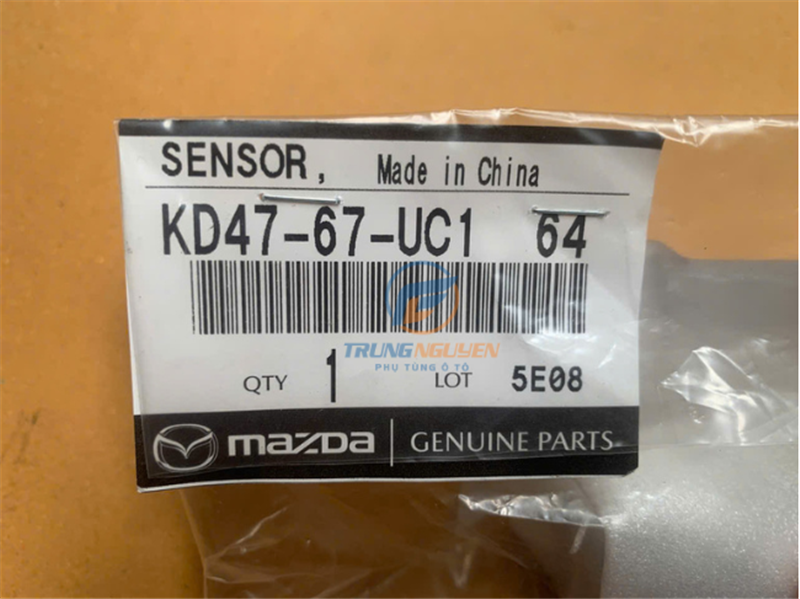 SENSOR, Made in China
KD47-67-UC1 64
TRUNG NGUYEN
PHỤ TÙNG Ô TÔ
QTY 1 LOT 5E08
mazda GENUINE PARTS